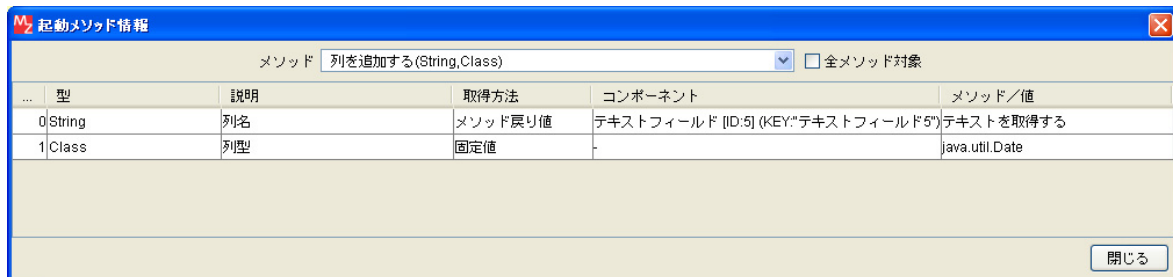 起動メソッド情報
メソッド 列を追加する(String,Class) 全メソッド対象
... 型 説明 取得方法 コンポーネント メソッド／値
0 String 列名 メソッド戻り値 テキストフィールド [ID:5] (KEY:"テキストフィールド5") テキストを取得する
1 Class 列型 固定値 - java.util.Date
閉じる